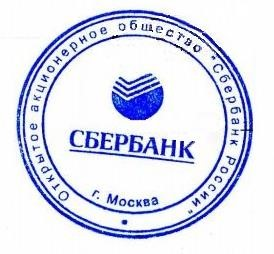 Открытое акционерное общество "Сбербанк России"
СБЕРБАНК
г. Москва